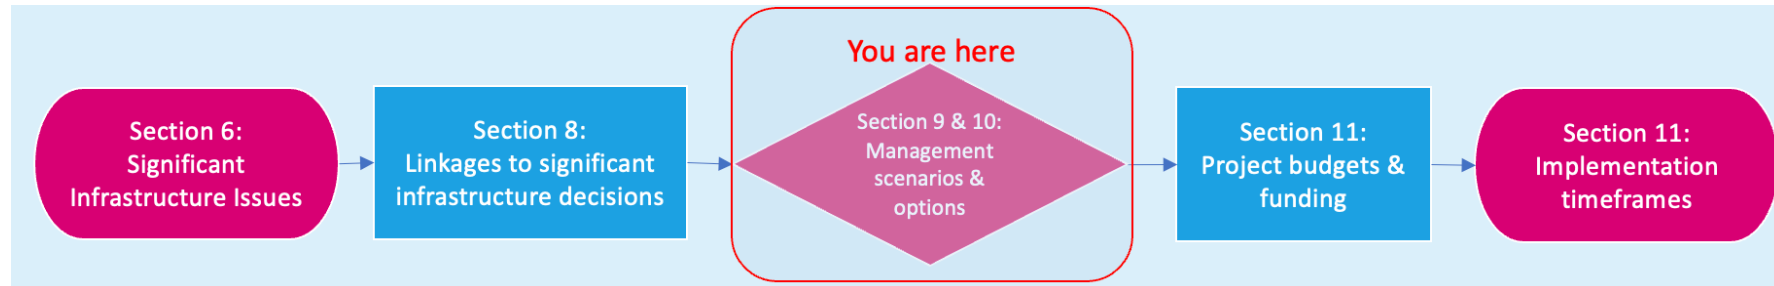 Section 6:
Significant
Infrastructure Issues
Section 8:
Linkages to significant
infrastructure decisions
You are here
Section 9 & 10:
Management
scenarios &
options
Section 11:
Project budgets &
funding
Section 11:
Implementation
timeframes